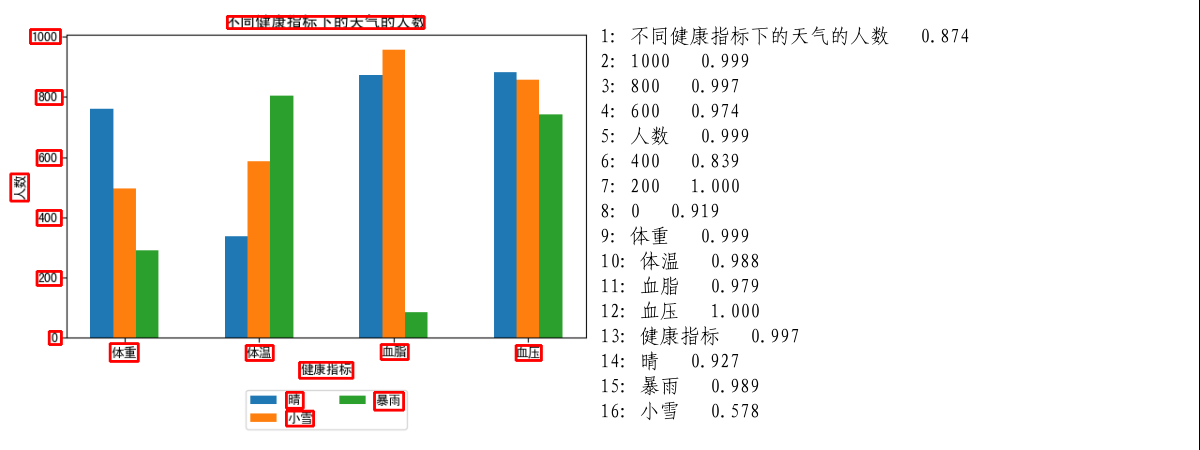 不同健康指标下的天气的人数
1000
800
600
人数
400
200
0
体重 体温 血脂 血压
健康指标
晴 暴雨
小雪
1: 不同健康指标下的天气的人数 0.874
2: 1000 0.999
3: 800 0.997
4: 600 0.974
5: 人数 0.999
6: 400 0.839
7: 200 1.000
8: 0 0.919
9: 体重 0.999
10: 体温 0.988
11: 血脂 0.979
12: 血压 1.000
13: 健康指标 0.997
14: 晴 0.927
15: 暴雨 0.989
16: 小雪 0.578